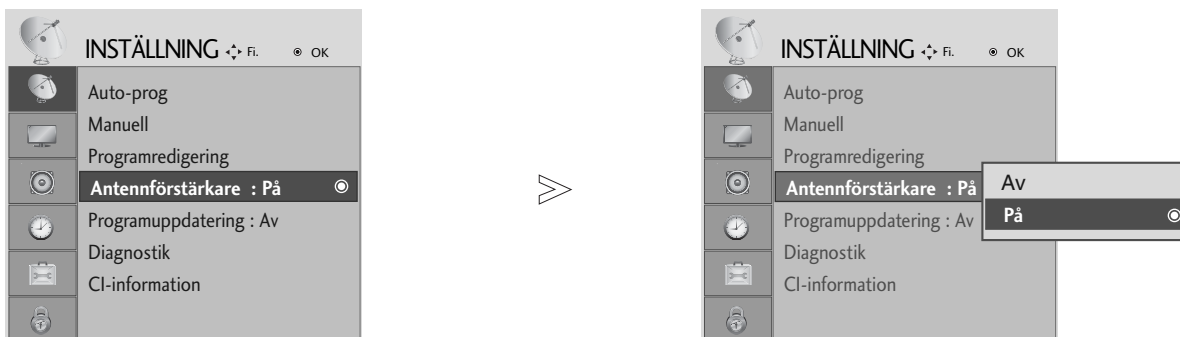 INSTÄLLNING Fi. OK
Auto-prog
Manuell
Programredigering
Antennförstärkare : På
Programuppdatering : Av
Diagnostik
CI-information
INSTÄLLNING Fi. OK
Auto-prog
Manuell
Programredigering
Antennförstärkare : På
Programuppdatering : Av
Diagnostik
CI-information
Av
På